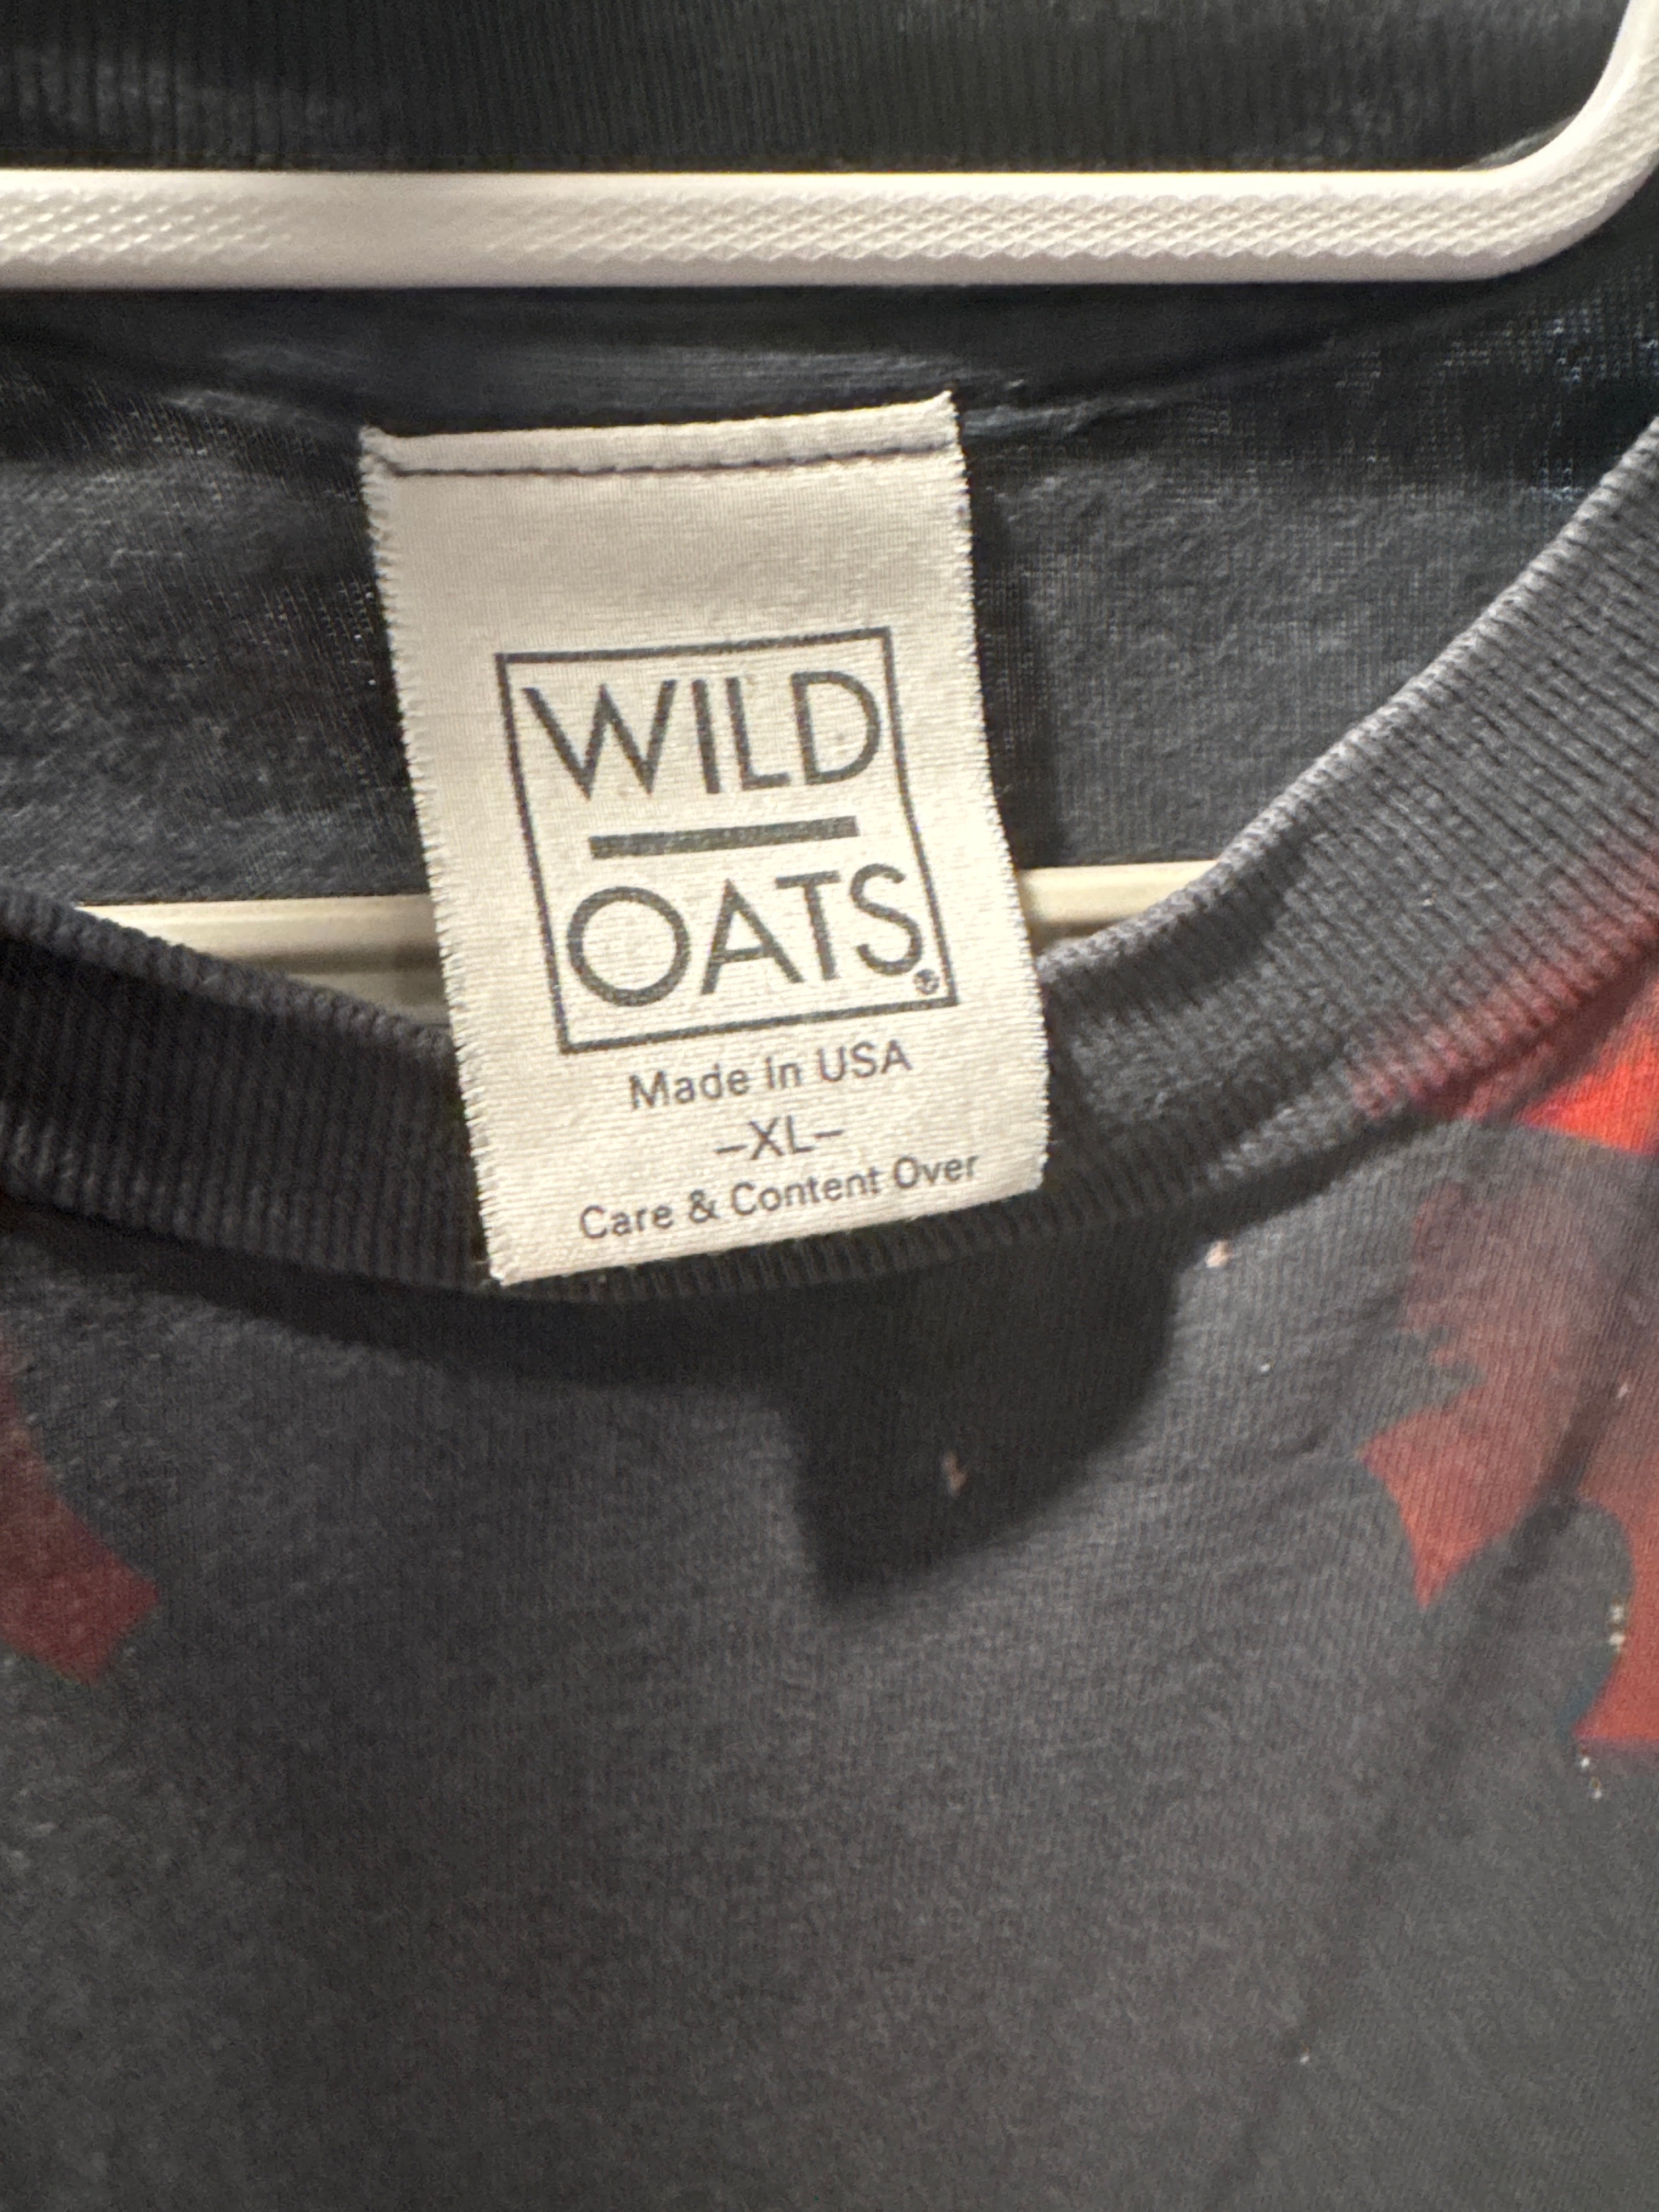 WILD
OATS®
Made In USA
–XL–
Care & Content Over